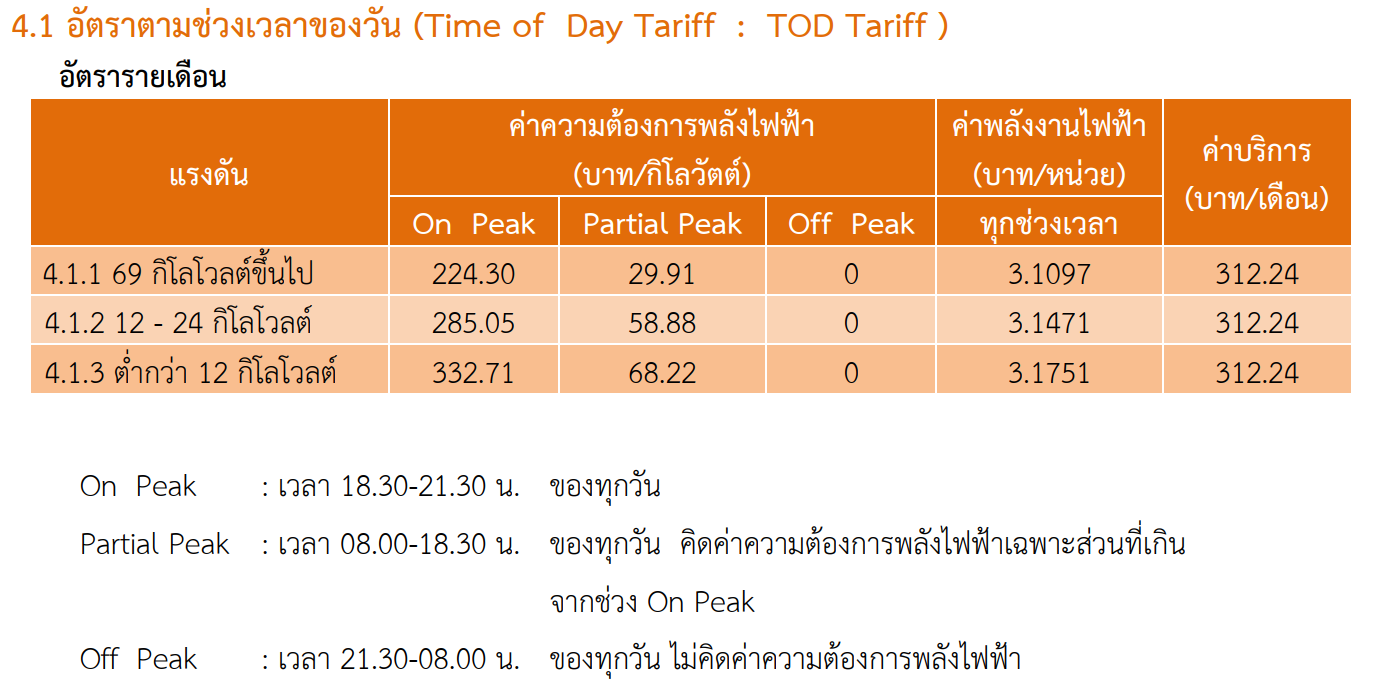 4.1 อัตราตามช่วงเวลาของวัน (Time of Day Tariff : TOD Tariff )
อัตรารายเดือน
แรงดัน
ค่าความต้องการพลังไฟฟ้า
(บาท/กิโลวัตต์)
ค่าพลังงานไฟฟ้า
(บาท/หน่วย)
ค่าบริการ
(บาท/เดือน)
On Peak Partial Peak Off Peak ทุกช่วงเวลา
4.1.1 69 กิโลโวลต์ขึ้นไป 224.30 29.91 0 3.1097 312.24
4.1.2 12 - 24 กิโลโวลต์ 285.05 58.88 0 3.1471 312.24
4.1.3 ต่ำกว่า 12 กิโลโวลต์ 332.71 68.22 0 3.1751 312.24
On Peak : เวลา 18.30-21.30 น. ของทุกวัน
Partial Peak : เวลา 08.00-18.30 น. ของทุกวัน คิดค่าความต้องการพลังไฟฟ้าเฉพาะส่วนที่เกิน
จากช่วง On Peak
Off Peak : เวลา 21.30-08.00 น. ของทุกวัน ไม่คิดค่าความต้องการพลังไฟฟ้า